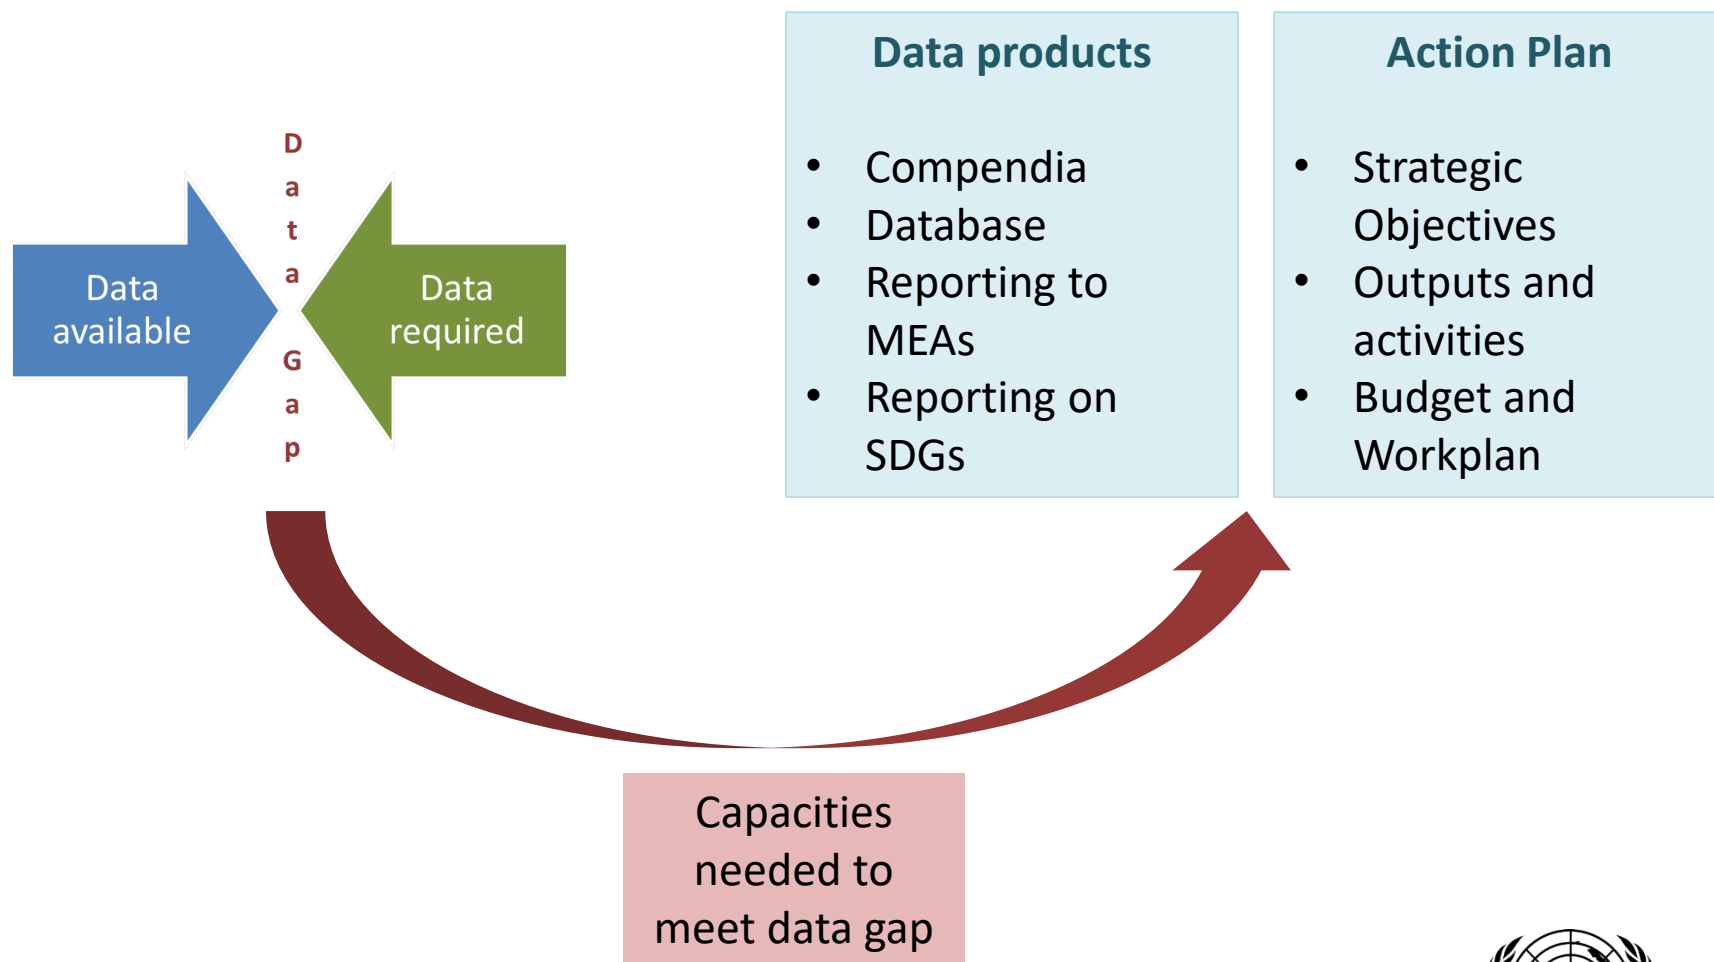 Data
available
D
a
t
a
G
a
p
Data
required
Data products
• Compendia
• Database
• Reporting to
MEAs
• Reporting on
SDGs
Action Plan
• Strategic
Objectives
• Outputs and
activities
• Budget and
Workplan
Capacities
needed to
meet data gap